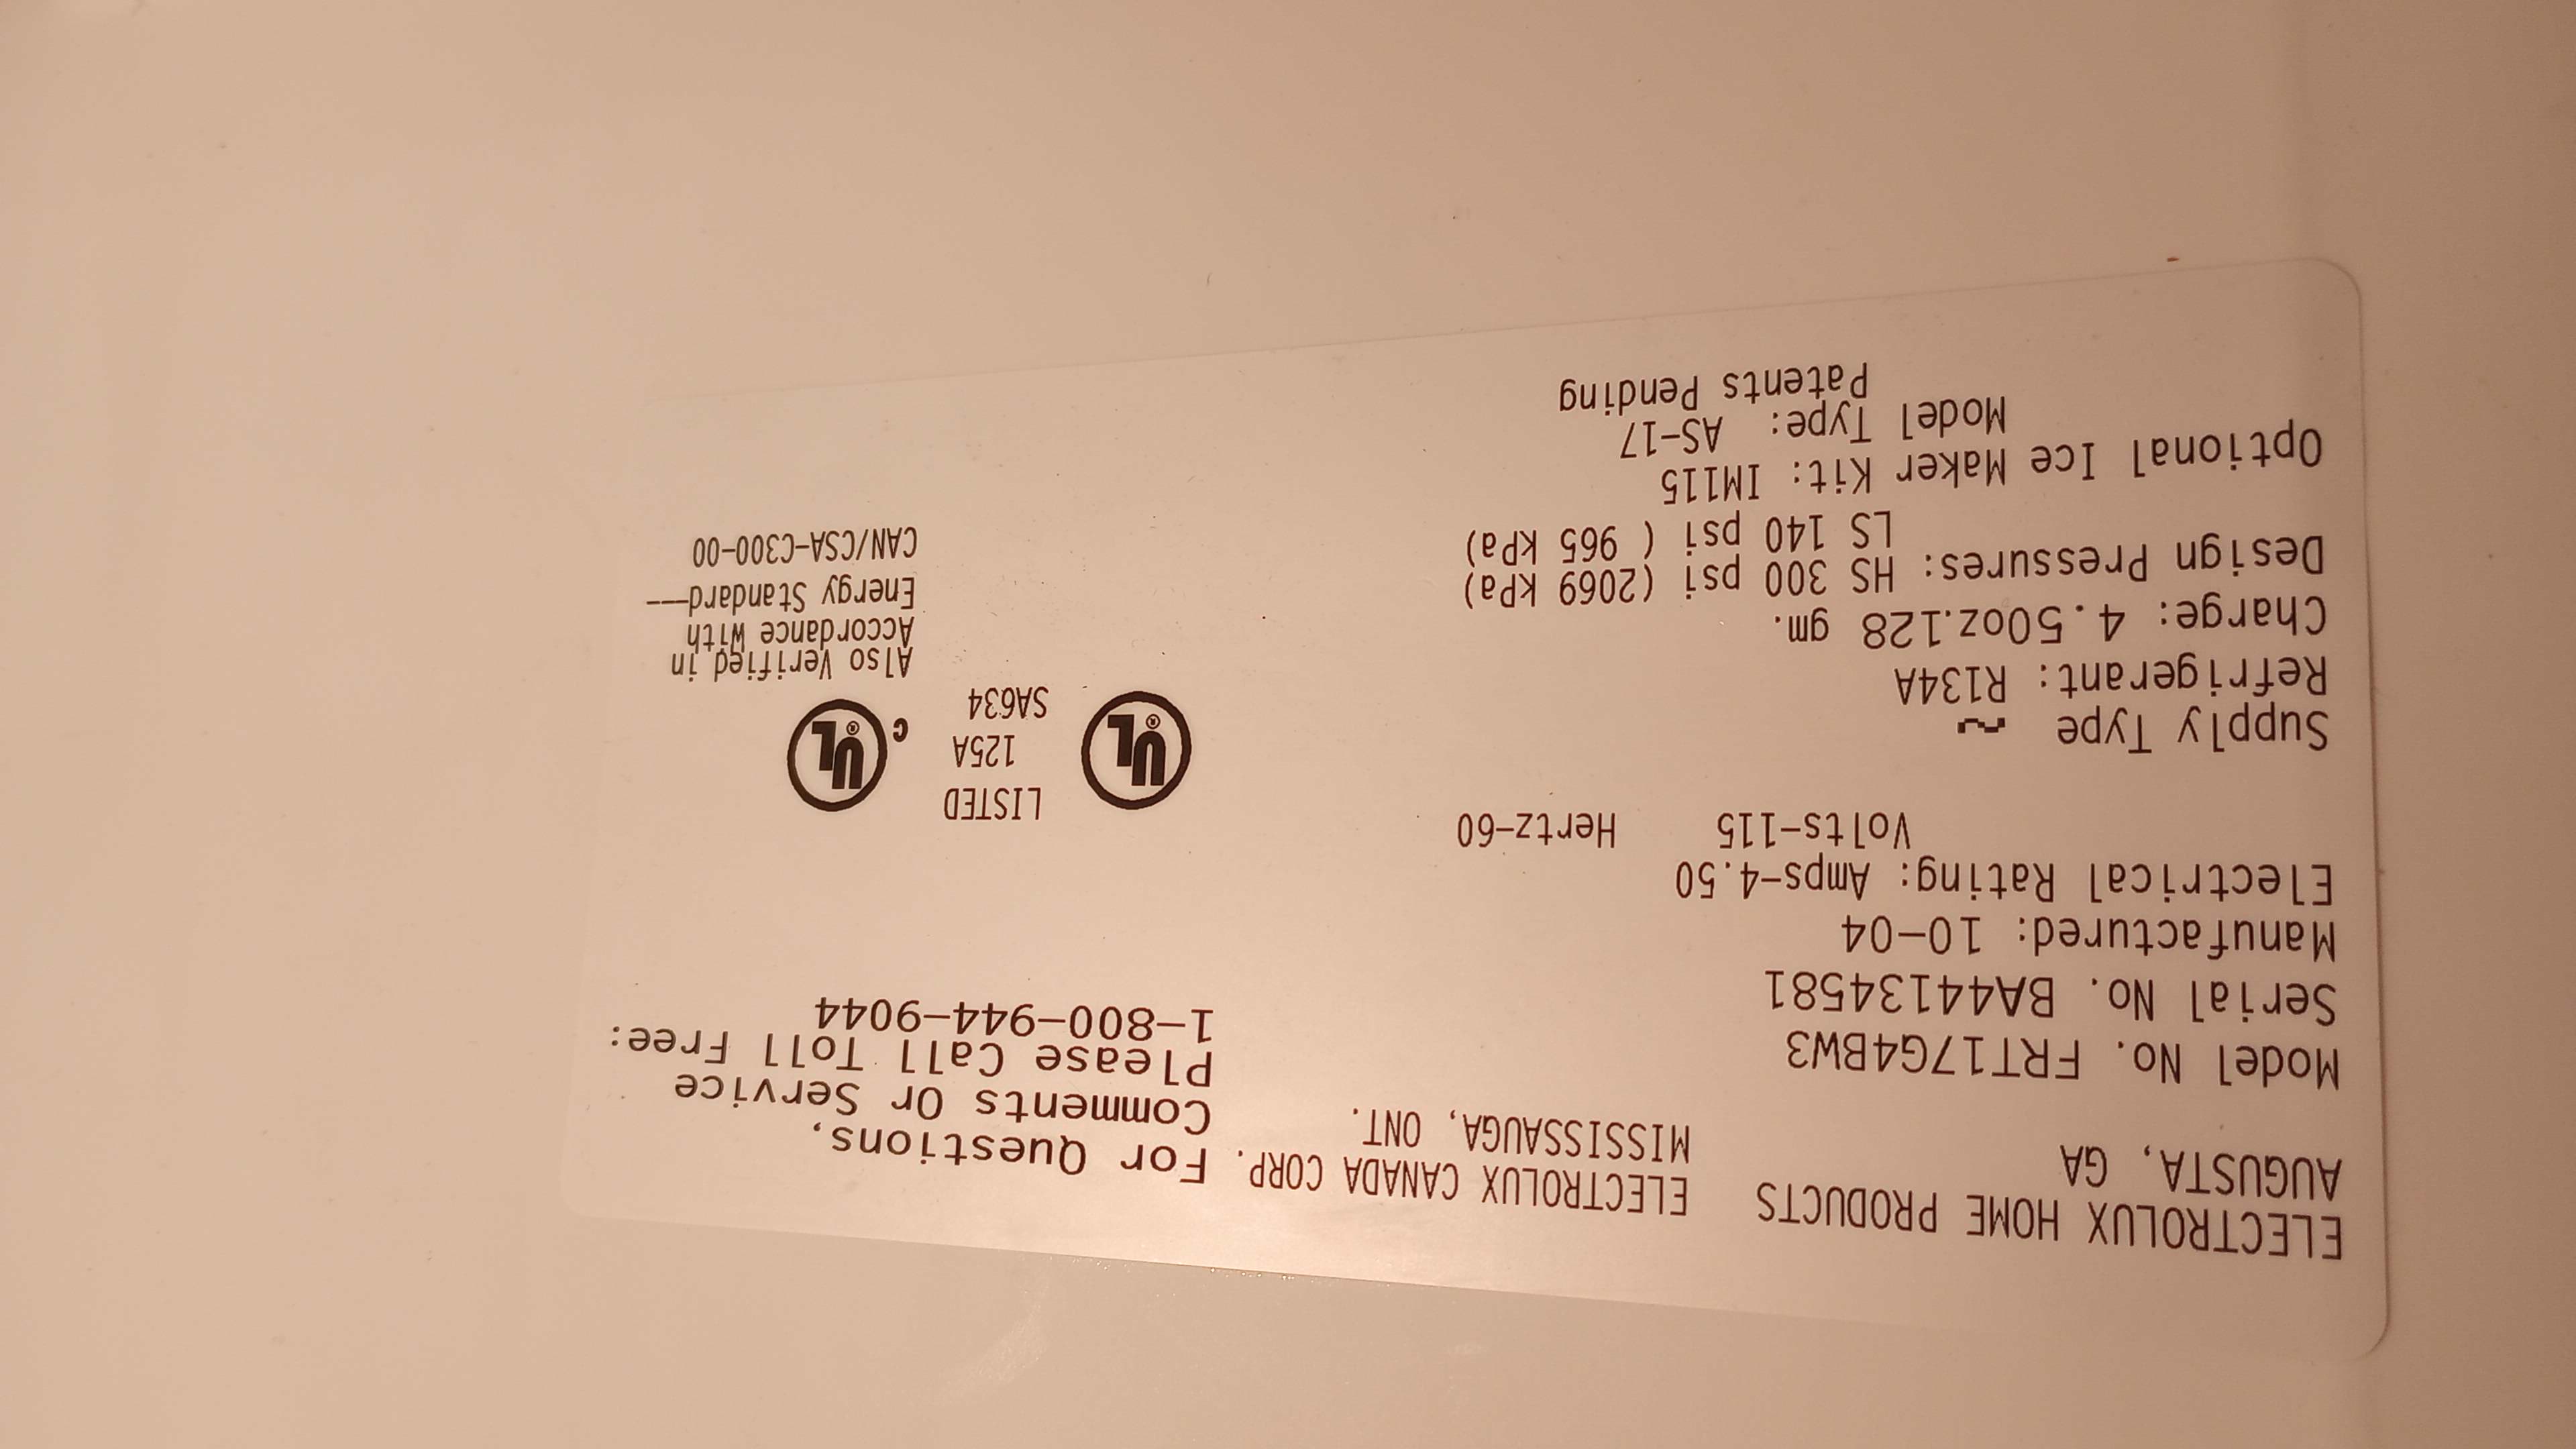 ELECTROLUX HOME PRODUCTS
AUGUSTA, GA
ELECTROLUX CANADA CORP.
MISSISSAUGA, ONT.
For Questions,
Comments Or Service
Please Call Toll Free:
1-800-944-9044
Model No. FRT17G4BW3
Serial No. BA44134581
Manufactured: 10-04
Electrical Rating: Amps-4.50
Volts-115 Hertz-60
Supply Type ~
Refrigerant: R134A
Charge: 4.50oz.128 gm.
Design Pressures: HS 300 psi (2069 kPa)
LS 140 psi ( 965 kPa)
Optional Ice Maker Kit: IM115
Model Type: AS-17
Patents Pending
UL®
LISTED
125A
SA634
c UL®
Also Verified in
Accordance With
Energy Standard——
CAN/CSA-C300-00